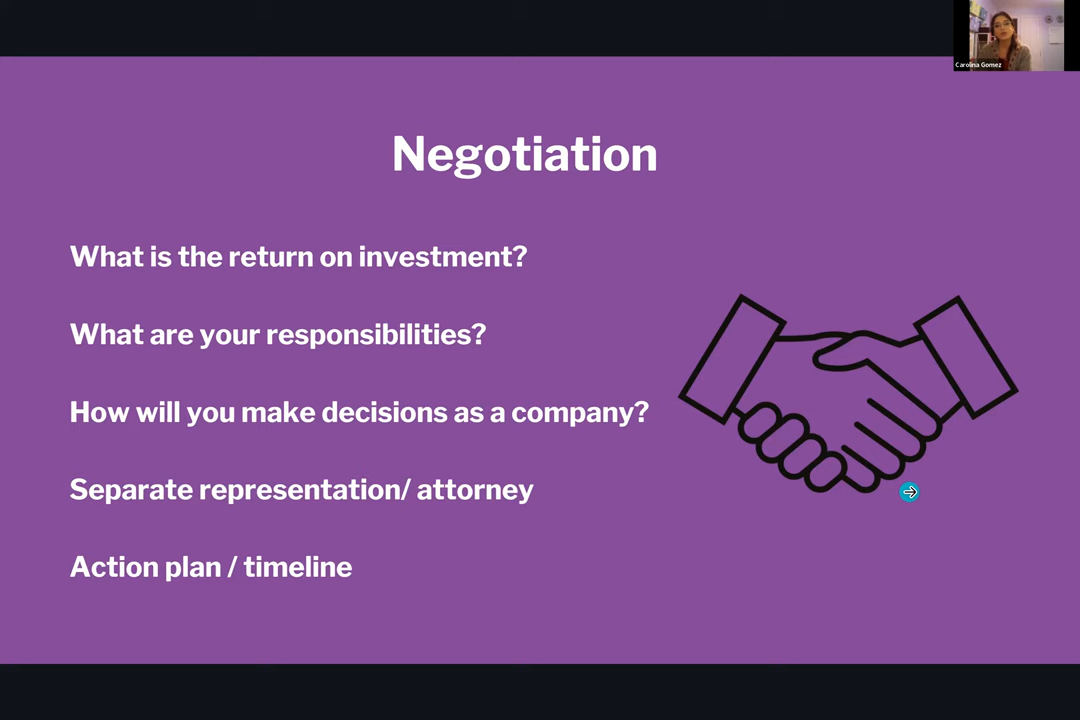 Carolina Gomez
Negotiation
What is the return on investment?
What are your responsibilities?
How will you make decisions as a company?
Separate representation/ attorney
Action plan / timeline